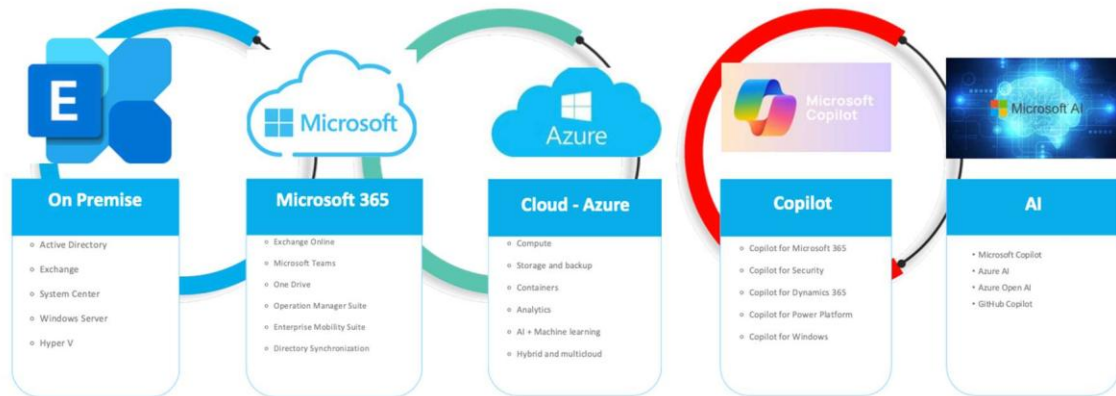 E
Microsoft
Azure
Microsoft
Copilot
Microsoft AI
On Premise
Active Directory
Exchange
System Center
Windows Server
Hyper V
Microsoft 365
Exchange Online
Microsoft Teams
One Drive
Operation Manager Suite
Enterprise Mobility Suite
Directory Synchronization
Cloud - Azure
Compute
Storage and backup
Containers
Analytics
AI + Machine learning
Hybrid and multicloud
Copilot
Copilot for Microsoft 365
Copilot for Security
Copilot for Dynamics 365
Copilot for Power Platform
Copilot for Windows
AI
Microsoft Copilot
Azure AI
Azure Open AI
GitHub Copilot